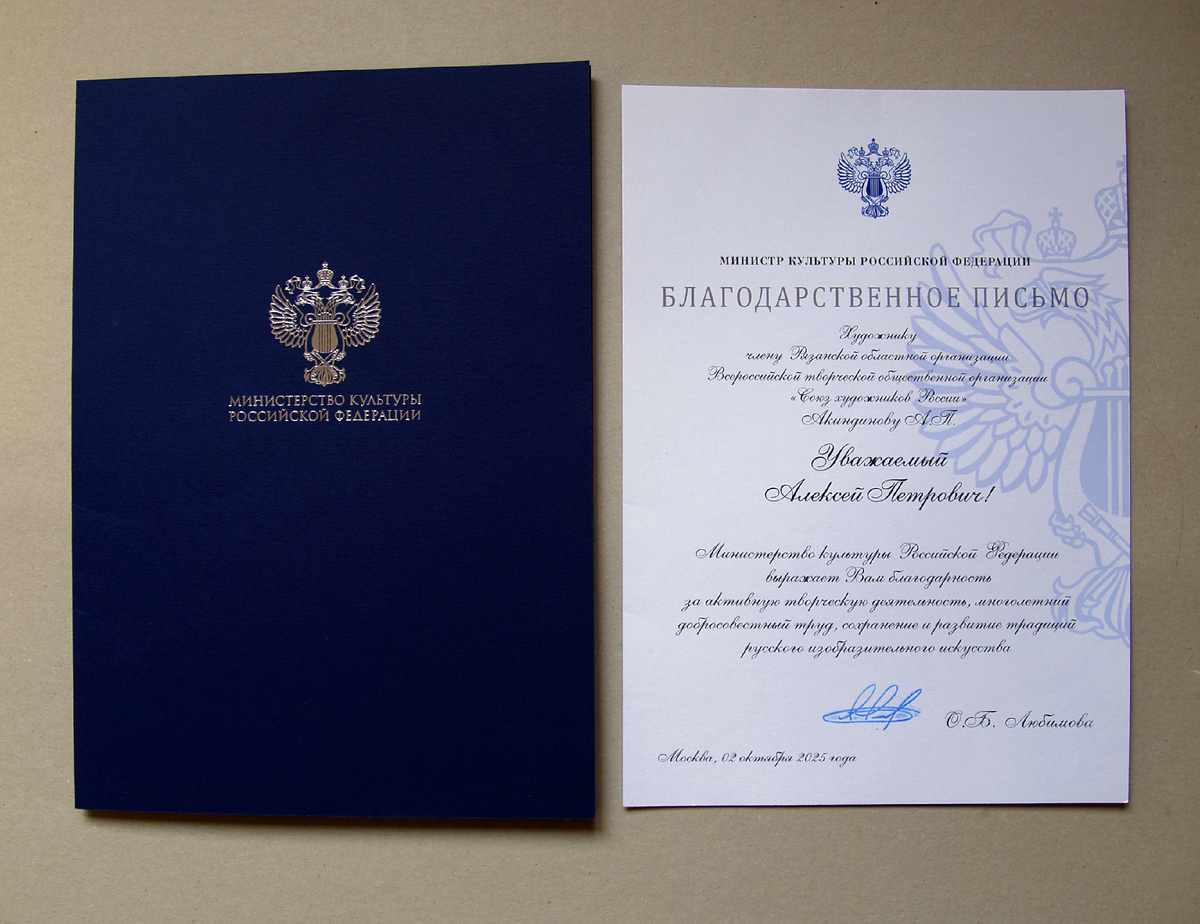 МИНИСТЕРСТВО КУЛЬТУРЫ
РОССИЙСКОЙ ФЕДЕРАЦИИ
МИНИСТР КУЛЬТУРЫ РОССИЙСКОЙ ФЕДЕРАЦИИ
БЛАГОДАРСТВЕННОЕ ПИСЬМО
Художнику
члену Рязанской областной организации
Всероссийской творческой общественной организации
«Союз художников России»
Акиндинову А.П.
Уважаемый
Алексей Петрович!
Министерство культуры Российской Федерации
выражает Вам благодарность
за активную творческую деятельность, многолетний
добросовестный труд, сохранение и развитие традиций
русского изобразительного искусства
О.Б. Любимова
Москва, 02 октября 2025 года